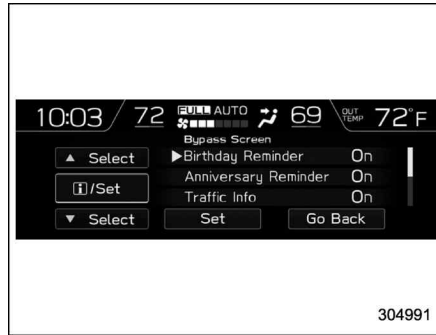 10:03 72 FULL AUTO 69 OUT TEMP 72°F
Bypass Screen
▲ Select ▶Birthday Reminder On
i/Set Anniversary Reminder On
Traffic Info On
▼ Select Set Go Back
304991